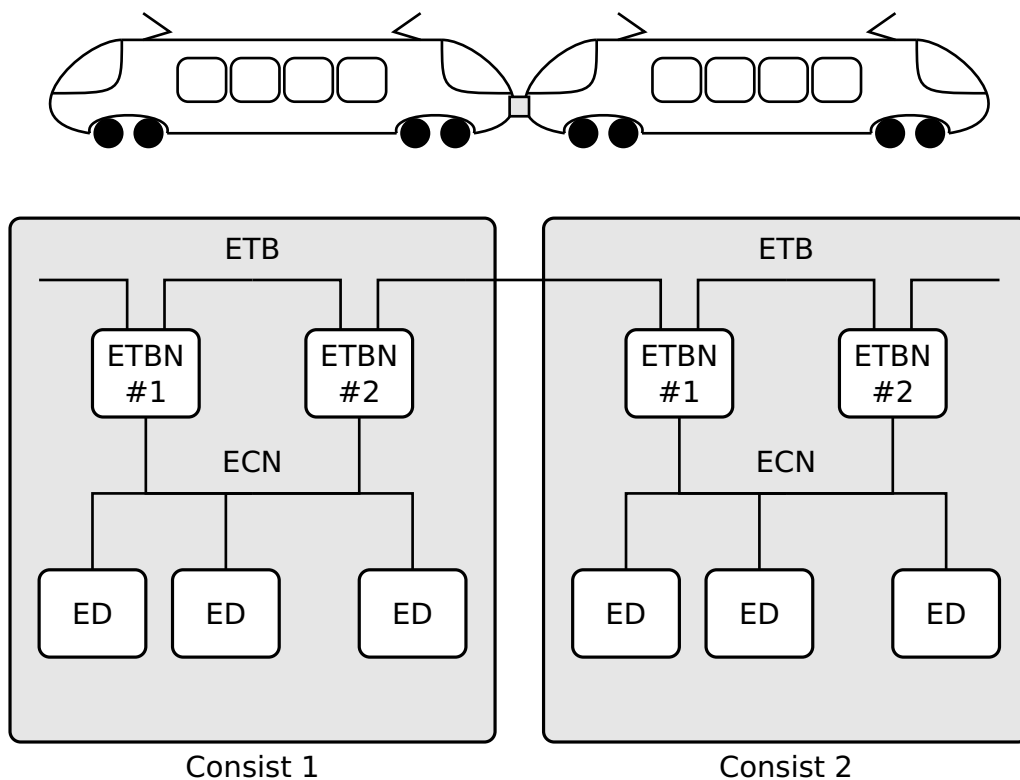 ETB
ETB
ETBN
#1
ETBN
#2
ETBN
#1
ETBN
#2
ECN
ECN
ED
ED
ED
ED
ED
ED
Consist 1
Consist 2